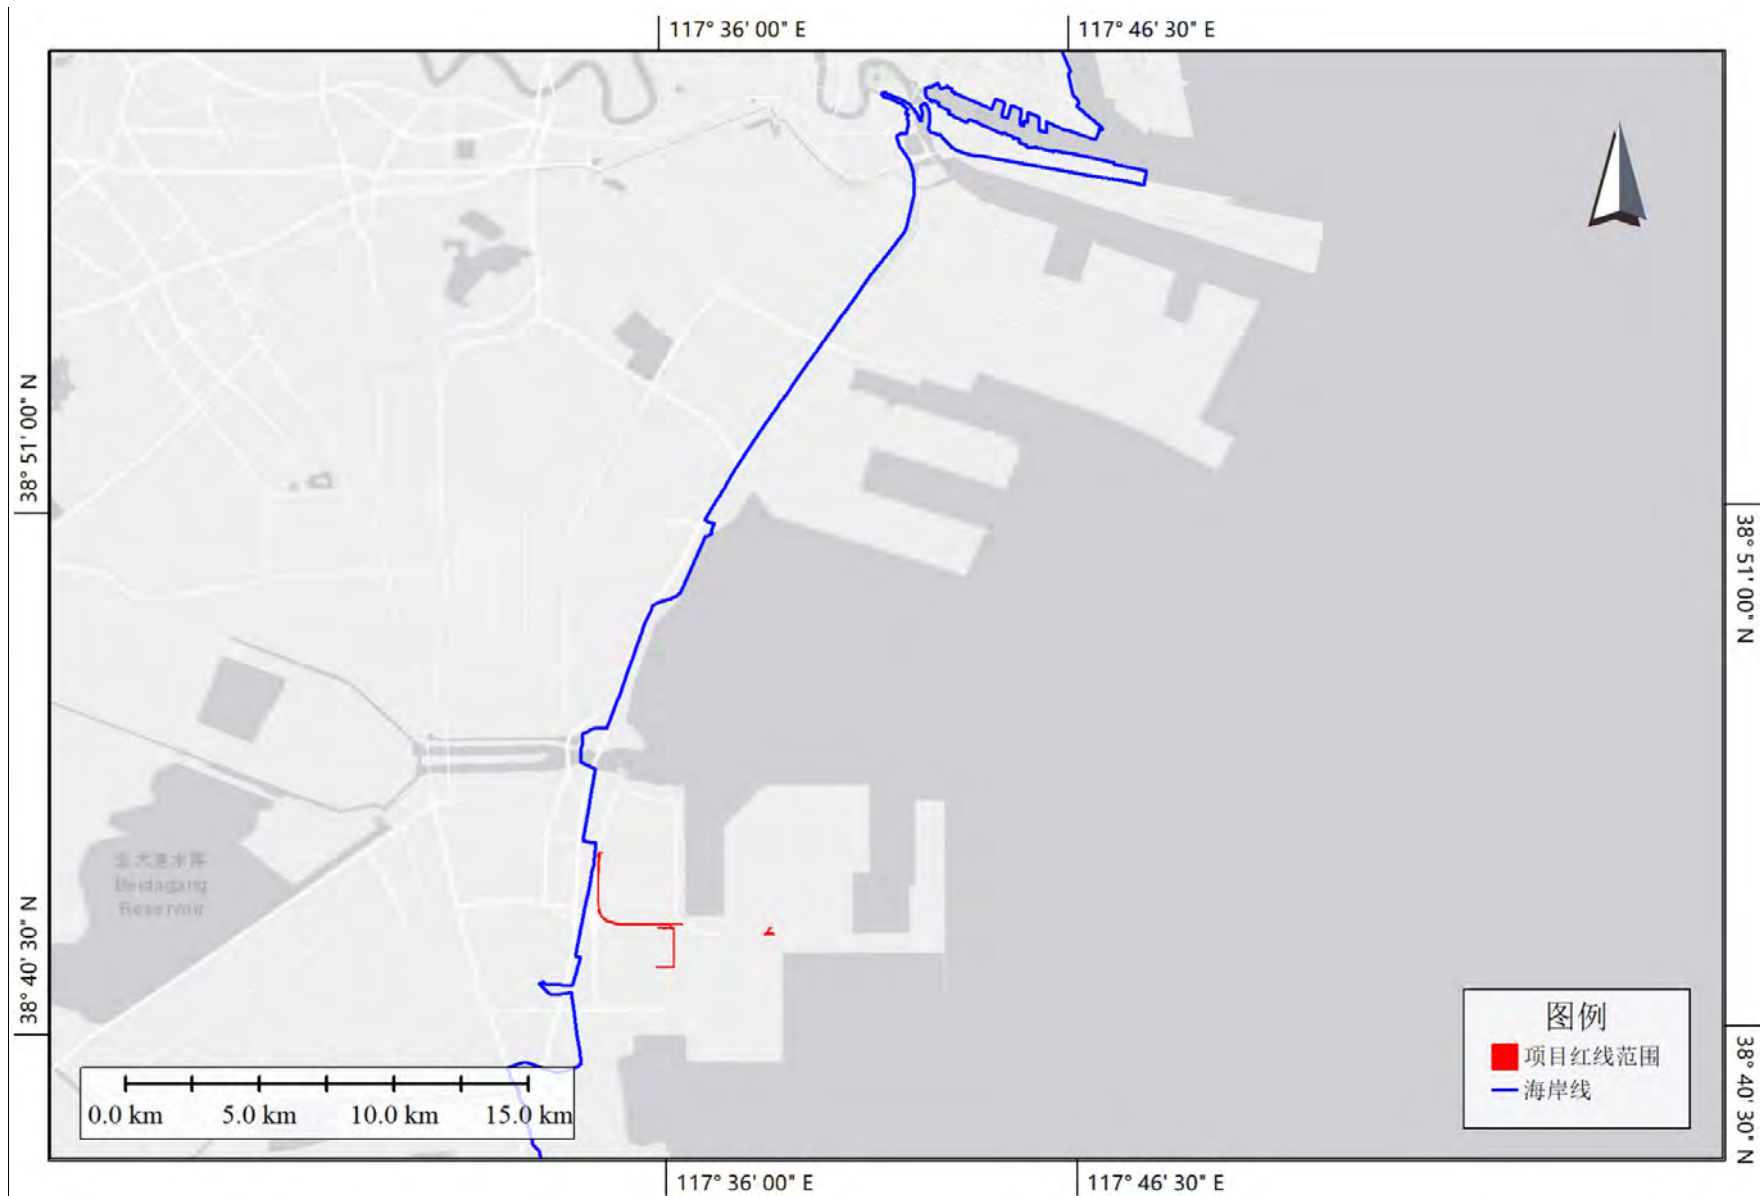 117° 36' 00" E
117° 46' 30" E
38° 51' 00" N
38° 51' 00" N
Beidagang
Reservoir
38° 40' 30" N
图例
项目红线范围
海岸线
38° 40' 30" N
0.0 km
5.0 km
10.0 km
15.0 km
117° 36' 00" E
117° 46' 30" E